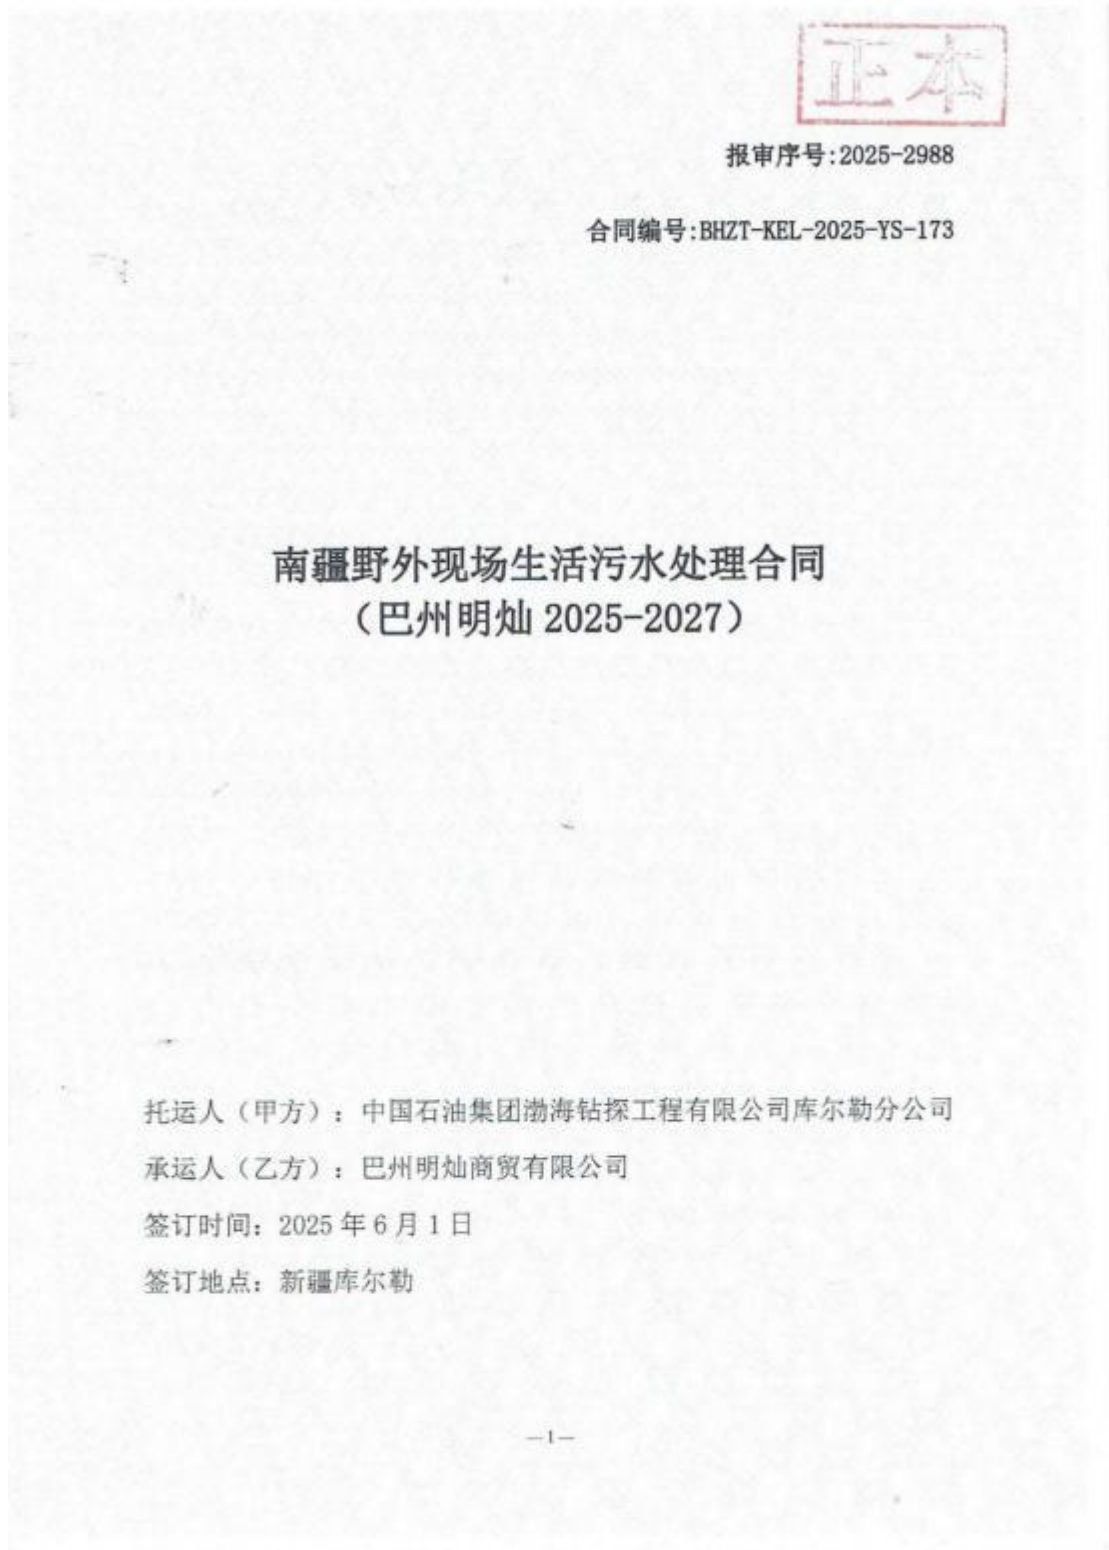 正本
报审序号:2025-2988
合同编号:BHZT-KEL-2025-YS-173
南疆野外现场生活污水处理合同
（巴州明灿 2025-2027）
托运人（甲方）：中国石油集团渤海钻探工程有限公司库尔勒分公司
承运人（乙方）：巴州明灿商贸有限公司
签订时间：2025 年 6 月 1 日
签订地点：新疆库尔勒
—1—